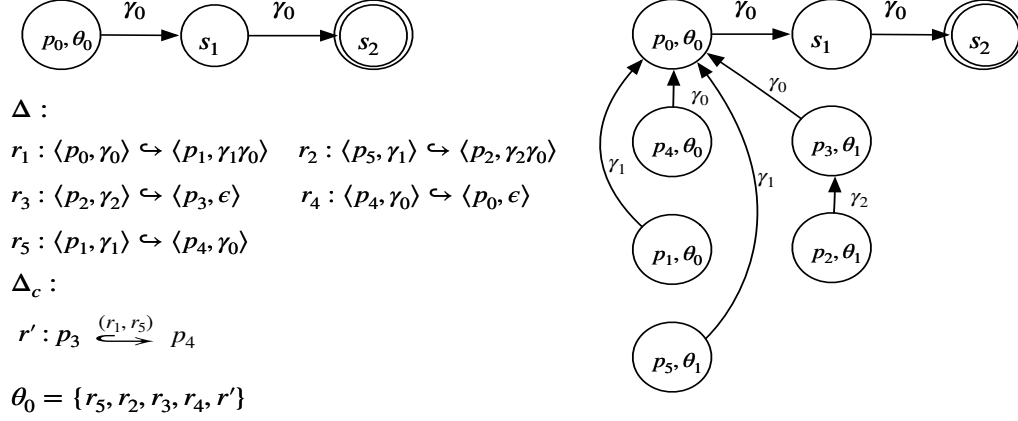 γ₀ γ₀
p₀, θ₀ s₁ s₂
Δ :
r₁ : ⟨p₀, γ₀⟩ ↪ ⟨p₁, γ₁γ₀⟩ r₂ : ⟨p₅, γ₁⟩ ↪ ⟨p₂, γ₂γ₀⟩
r₃ : ⟨p₂, γ₂⟩ ↪ ⟨p₃, ϵ⟩ r₄ : ⟨p₄, γ₀⟩ ↪ ⟨p₀, ϵ⟩
r₅ : ⟨p₁, γ₁⟩ ↪ ⟨p₄, γ₀⟩
Δ_c :
(r₁, r₅)
r′ : p₃ ↪ p₄
θ₀ = {r₅, r₂, r₃, r₄, r′}
γ₀ γ₀
p₀, θ₀ s₁ s₂
γ₀
γ₀
p₄, θ₀ p₃, θ₁
γ₁ γ₁
γ₂
p₁, θ₀ p₂, θ₁
p₅, θ₁